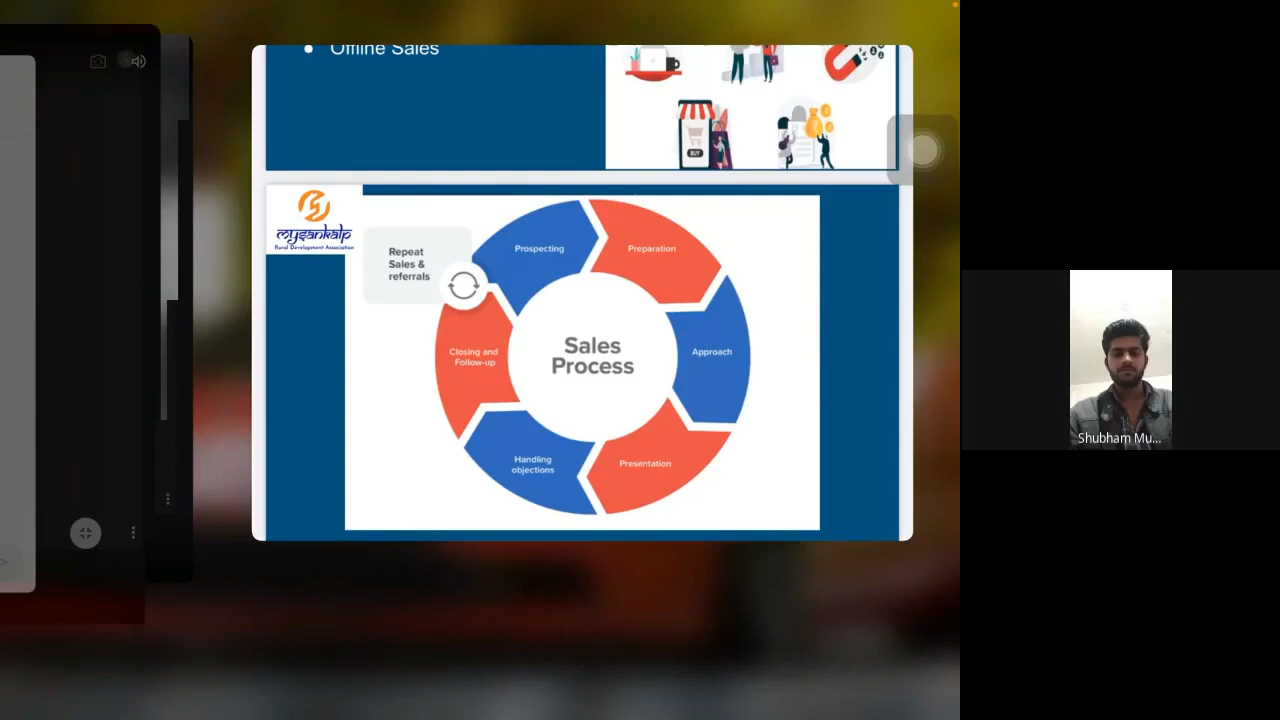 Offline Sales
BUY
mysankalp
Rural Development Association
Repeat
Sales &
referrals
Prospecting
Preparation
Approach
Presentation
Handling
objections
Closing and
Follow-up
Sales
Process
Shubham Mu...